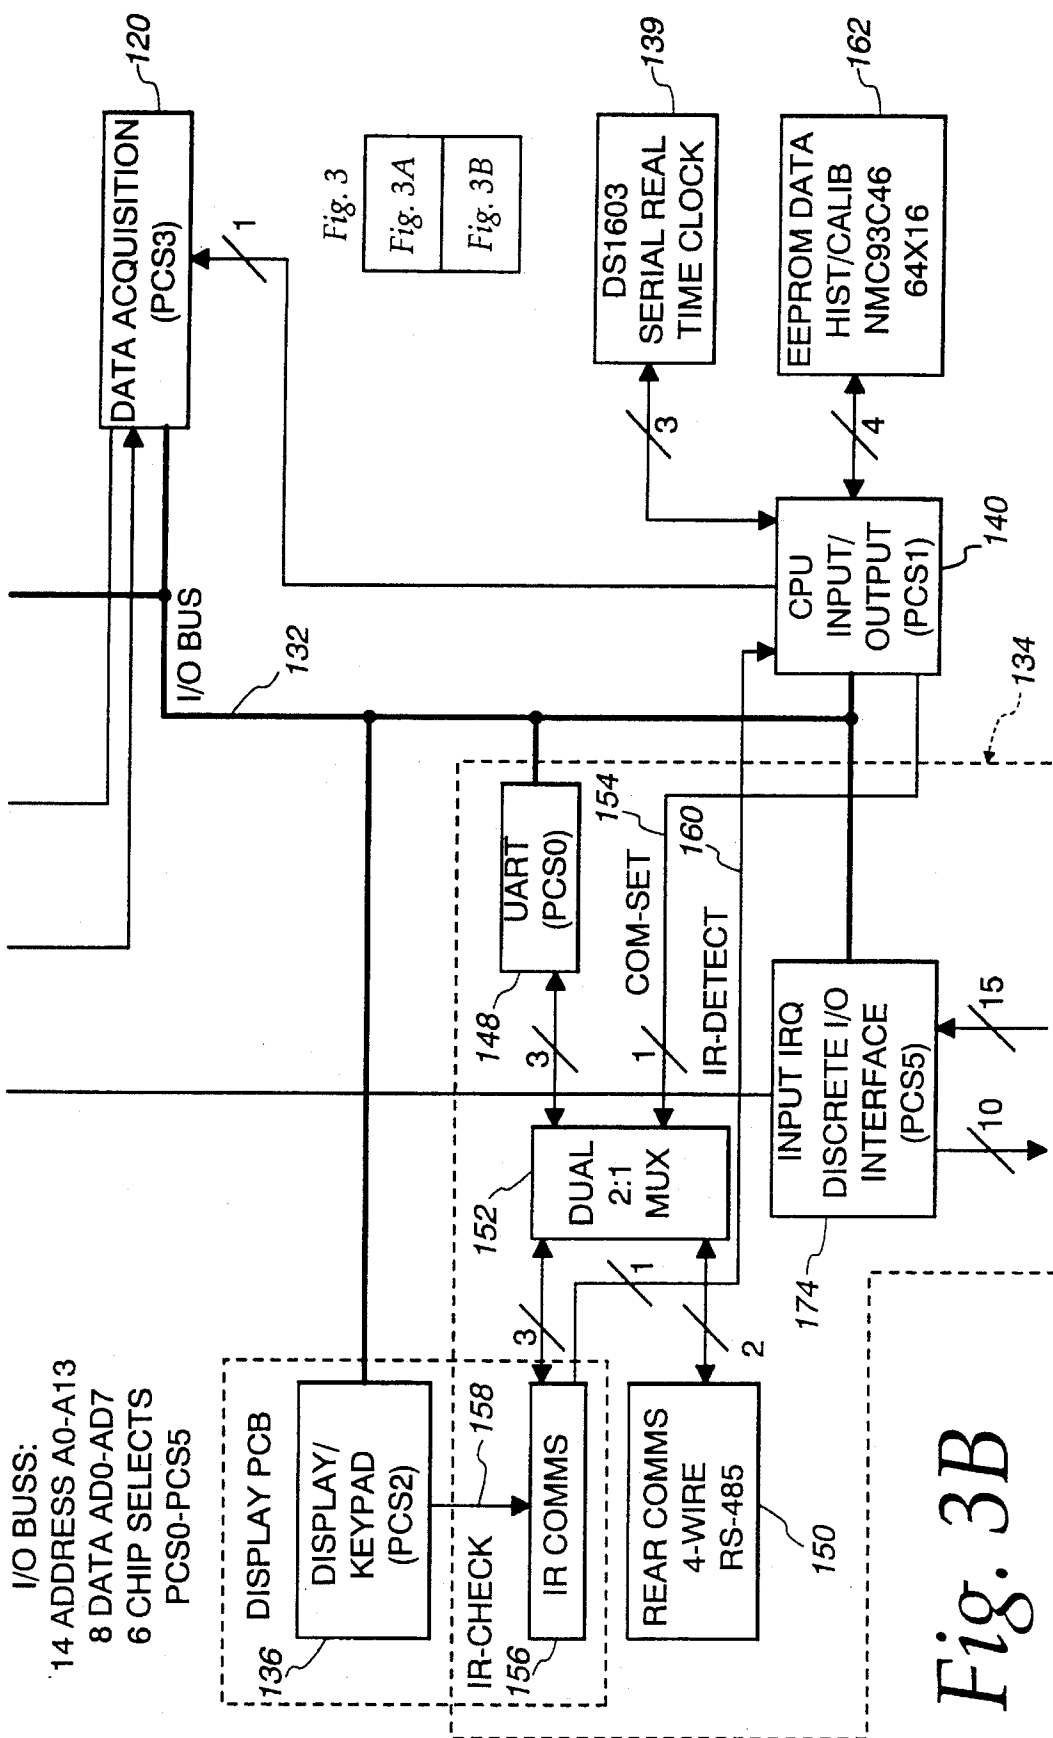 I/O BUSS:
14 ADDRESS A0-A13
8 DATA AD0-AD7
6 CHIP SELECTS
PCS0-PCS5
I/O BUS
132
DATA ACQUISITION
(PCS3)
120
1
Fig. 3
Fig. 3A
Fig. 3B
DISPLAY PCB
DISPLAY/
KEYPAD
(PCS2)
136
IR-CHECK
158
IR COMMS
156
REAR COMMS
4-WIRE
RS-485
150
3
2
1
DUAL
2:1
MUX
152
3
UART
(PCS0)
148
1
COM-SET
154
IR-DETECT
160
134
DS1603
SERIAL REAL
TIME CLOCK
139
3
EEPROM DATA
HIST/CALIB
NMC93C46
64X16
162
4
CPU
INPUT/
OUTPUT
(PCS1)
140
INPUT IRQ
DISCRETE I/O
INTERFACE
(PCS5)
174
10
15
Fig. 3B